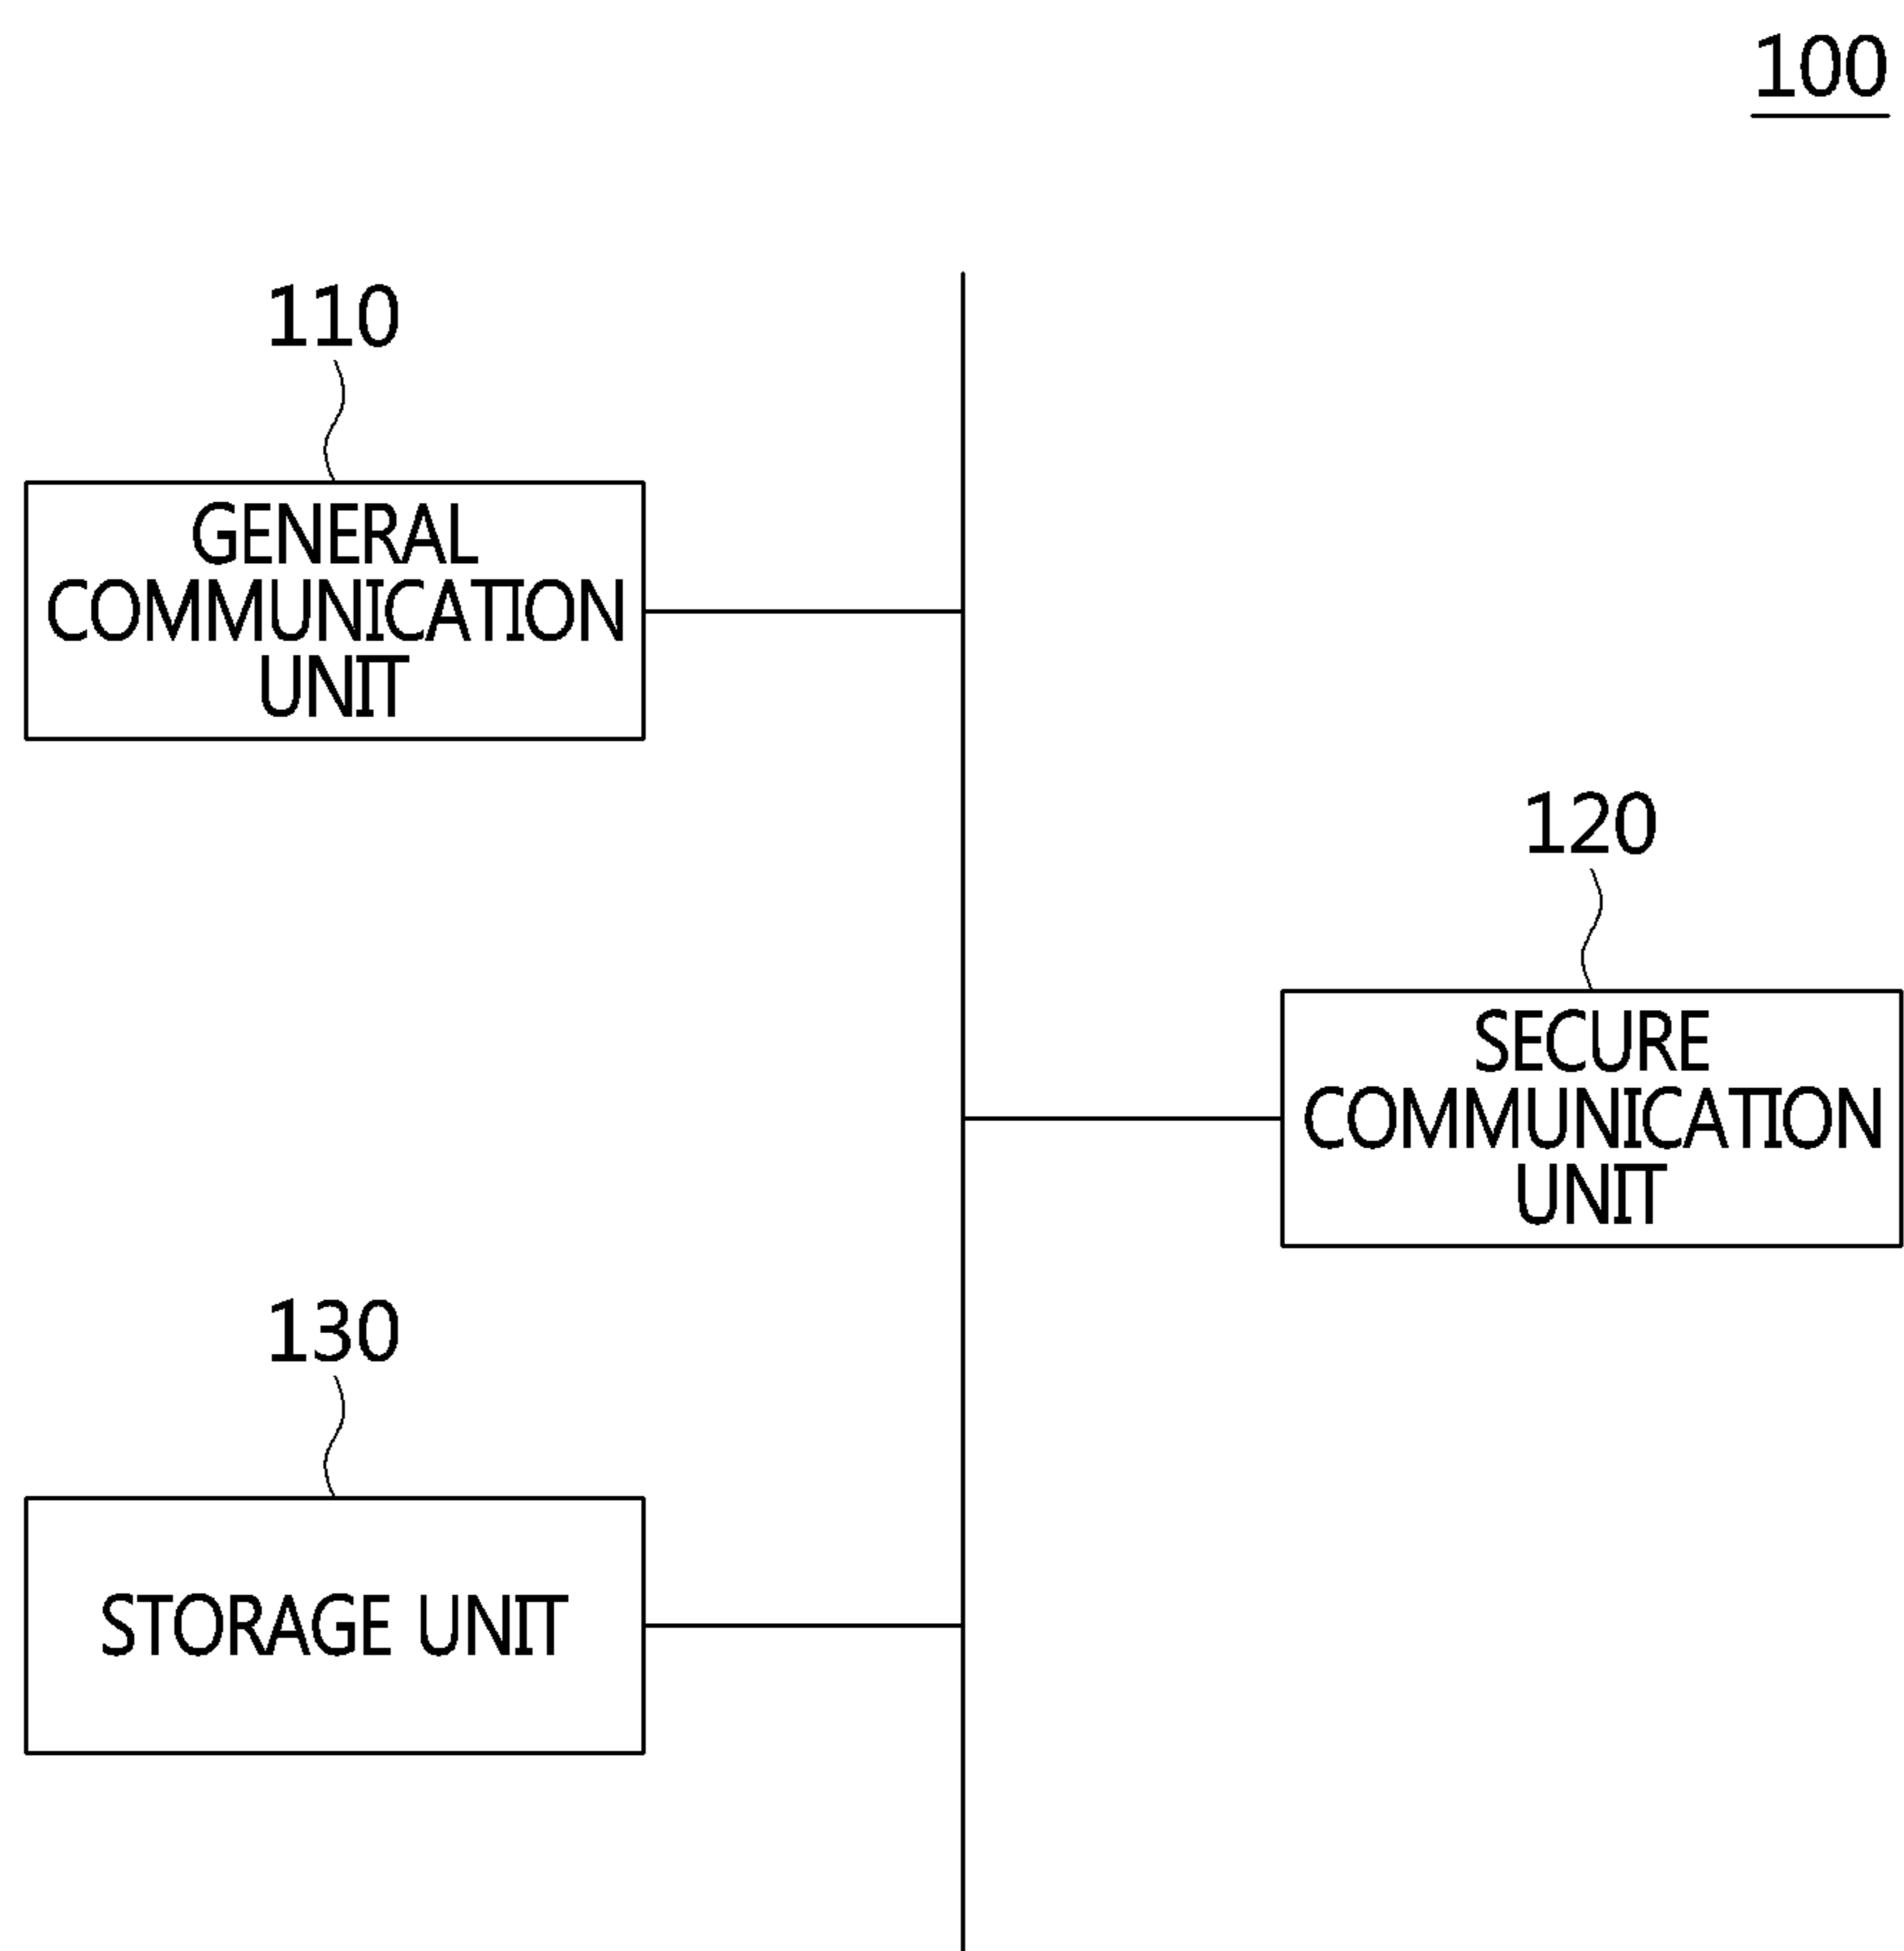 100
110
GENERAL
COMMUNICATION
UNIT
120
SECURE
COMMUNICATION
UNIT
130
STORAGE UNIT